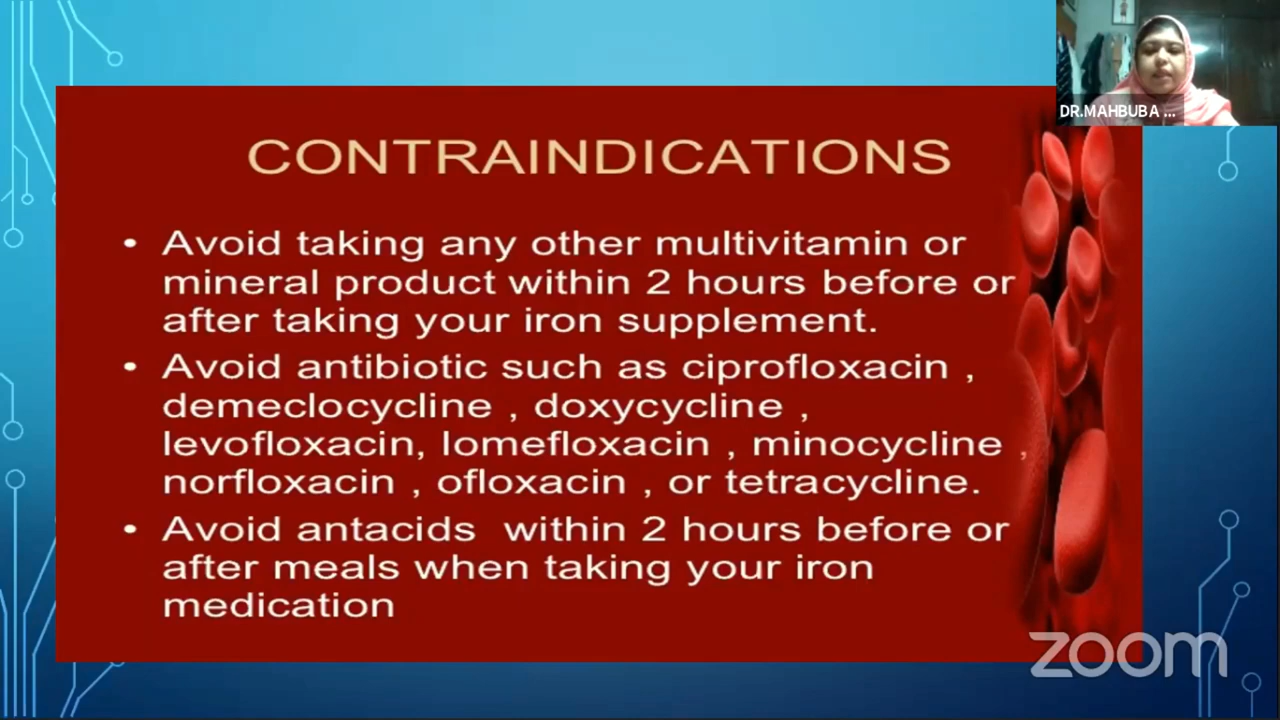 DR.MAHBUBA ...
CONTRAINDICATIONS
• Avoid taking any other multivitamin or
mineral product within 2 hours before or
after taking your iron supplement.
• Avoid antibiotic such as ciprofloxacin ,
demeclocycline , doxycycline ,
levofloxacin, lomefloxacin , minocycline ,
norfloxacin , ofloxacin , or tetracycline.
• Avoid antacids within 2 hours before or
after meals when taking your iron
medication
zoom